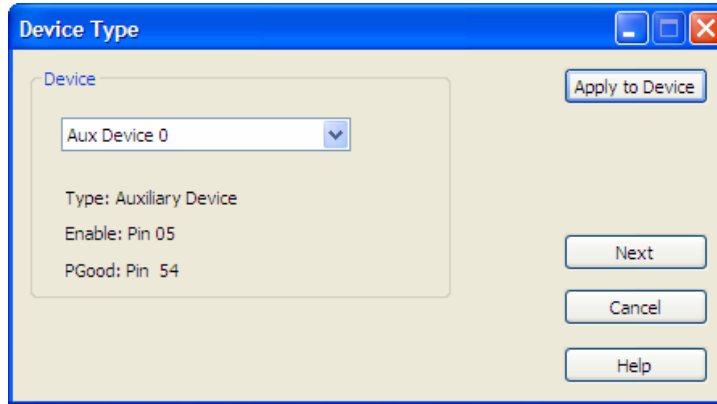 Device Type
Device
Apply to Device
Aux Device 0
Type: Auxiliary Device
Enable: Pin 05
PGood: Pin  54
Next
Cancel
Help